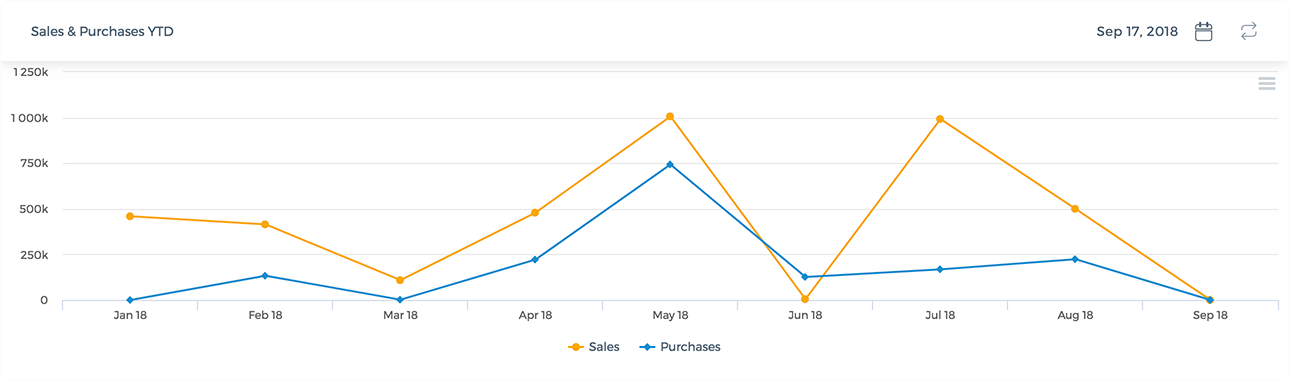 Sales & Purchases YTD
Sep 17, 2018
1 250k
1 000k
750k
500k
250k
0
Jan 18 Feb 18 Mar 18 Apr 18 May 18 Jun 18 Jul 18 Aug 18 Sep 18
Sales Purchases